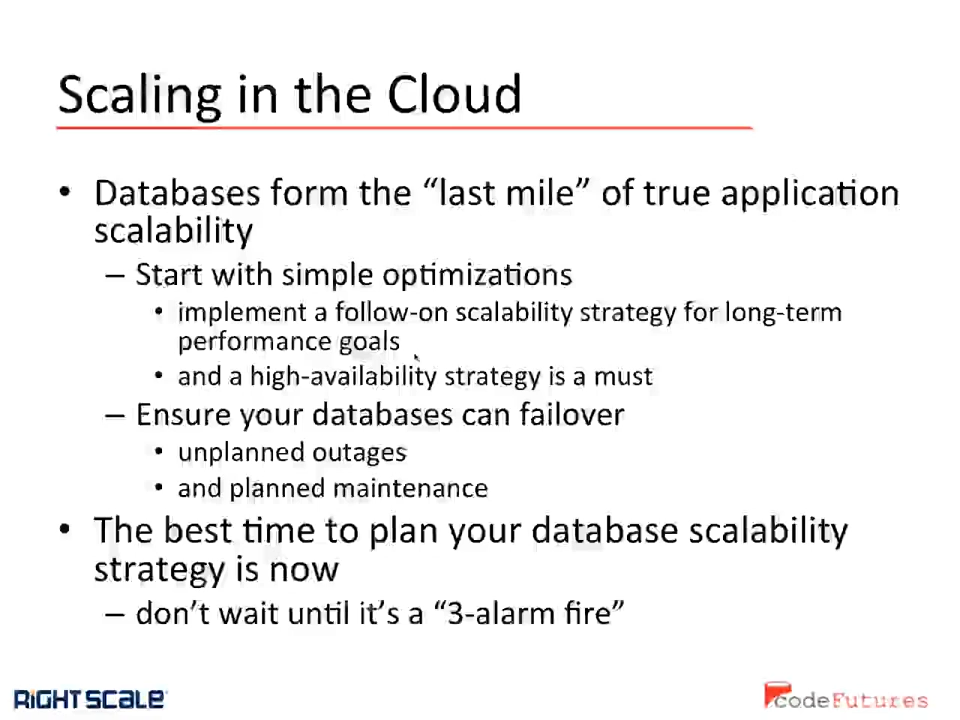 Scaling in the Cloud
• Databases form the “last mile” of true application
scalability
– Start with simple optimizations
• implement a follow-on scalability strategy for long-term
performance goals
• and a high-availability strategy is a must
– Ensure your databases can failover
• unplanned outages
• and planned maintenance
• The best time to plan your database scalability
strategy is now
– don’t wait until it’s a “3-alarm fire”
RIGHTSCALE
codeFutures